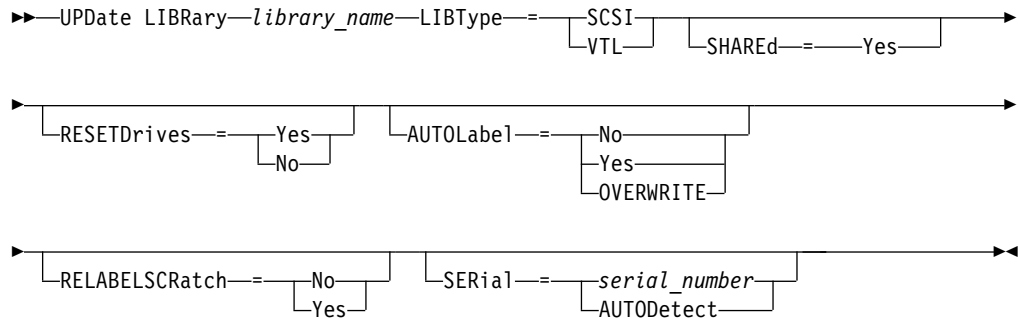 UPDate LIBRary library_name LIBType = SCSI
VTL
SHAREd = Yes
RESETDrives = Yes
No
AUTOLabel = No
Yes
OVERWRITE
RELABELSCRatch = No
Yes
SERial = serial_number
AUTODetect